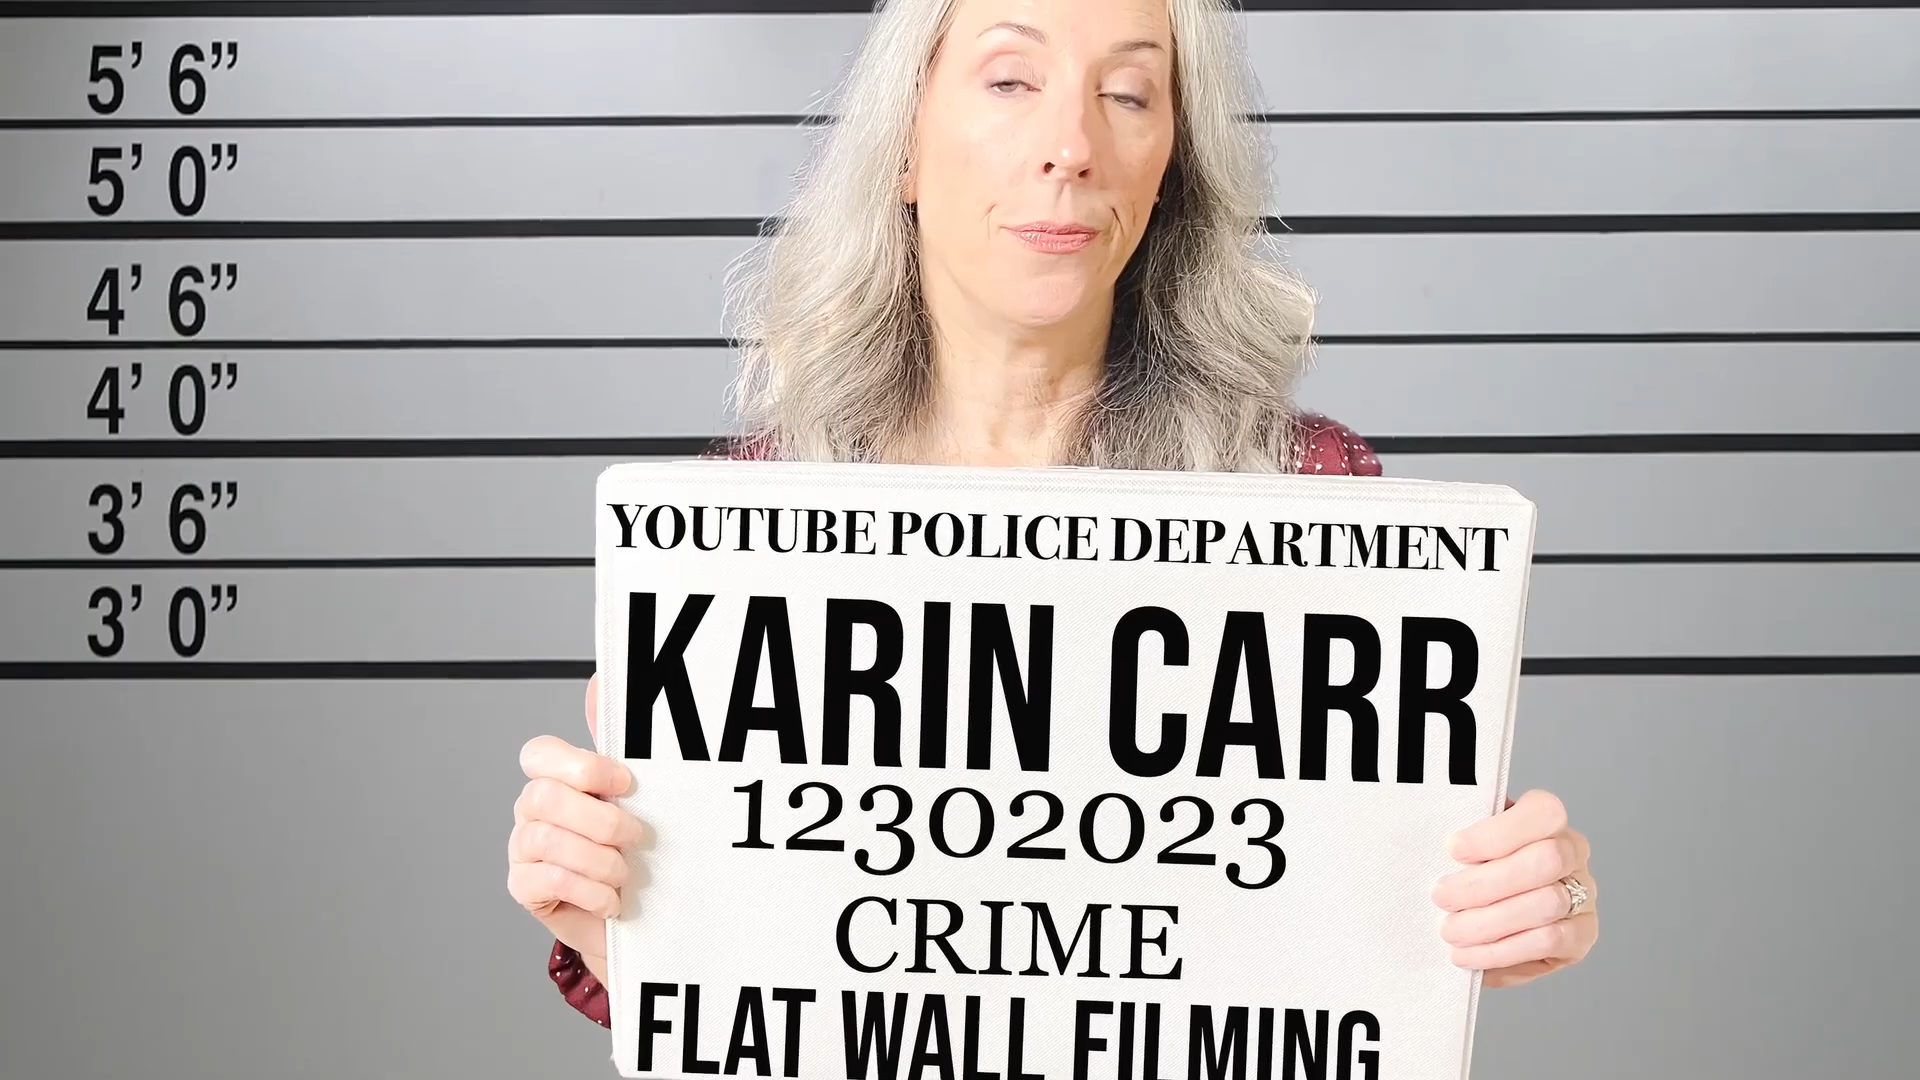 5’ 6”
5’ 0”
4’ 6”
4’ 0”
3’ 6”
3’ 0”
YOUTUBE POLICE DEPARTMENT
KARIN CARR
12302023
CRIME
FLAT WALL FILMING